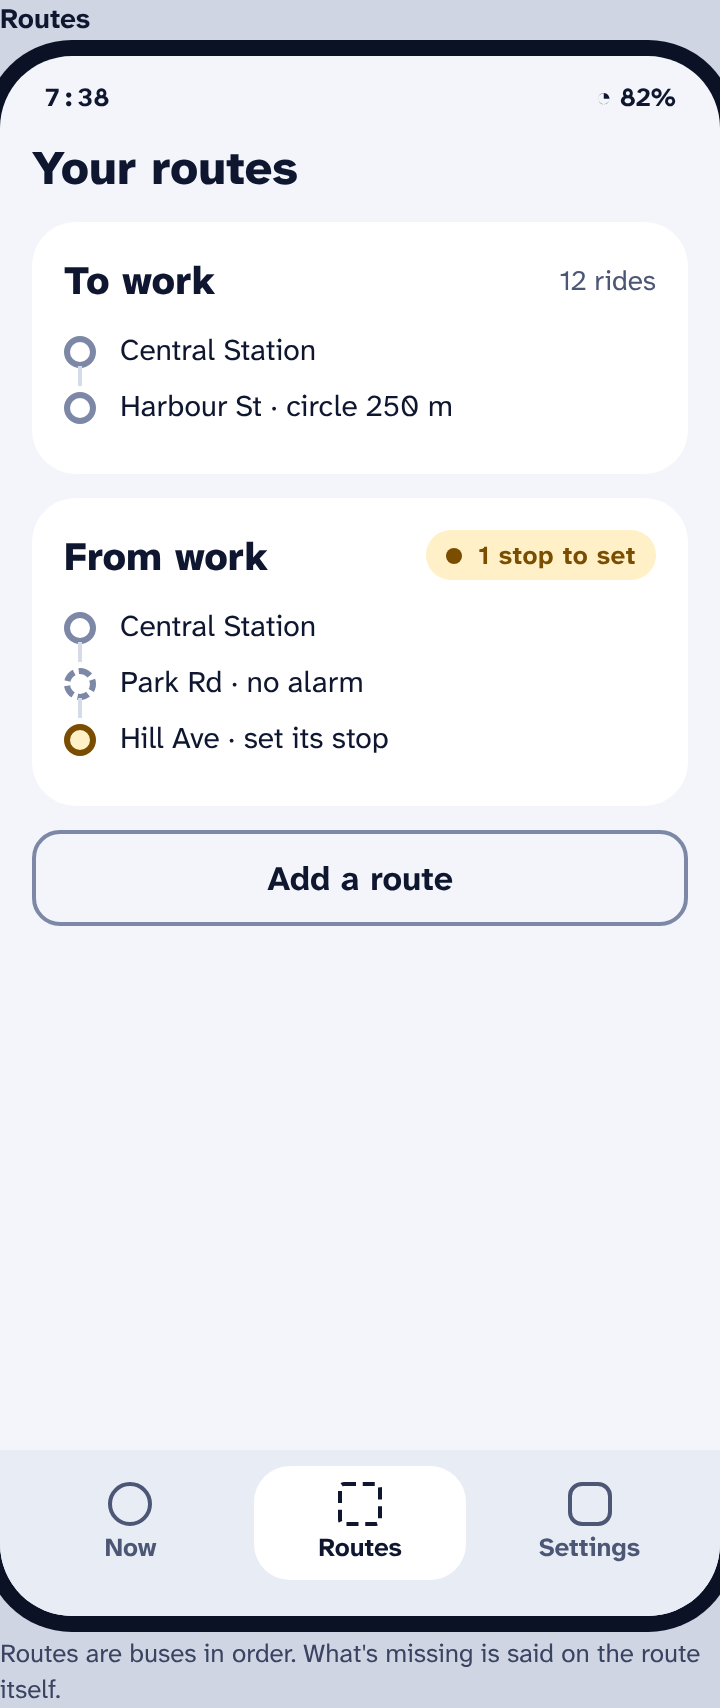 Routes
7:38
82%
Your routes
To work
12 rides
Central Station
Harbour St · circle 250 m
From work
1 stop to set
Central Station
Park Rd · no alarm
Hill Ave · set its stop
Add a route
Now
Routes
Settings
Routes are buses in order. What's missing is said on the route
itself.